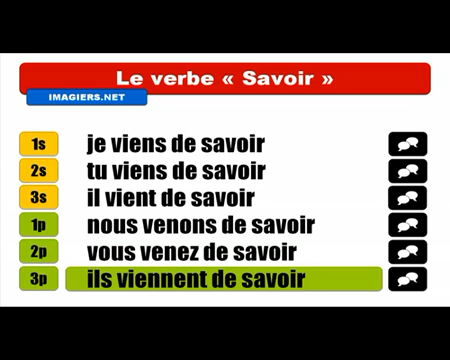 Le verbe « Savoir »
IMAGIERS.NET
1s je viens de savoir
2s tu viens de savoir
3s il vient de savoir
1p nous venons de savoir
2p vous venez de savoir
3p ils viennent de savoir